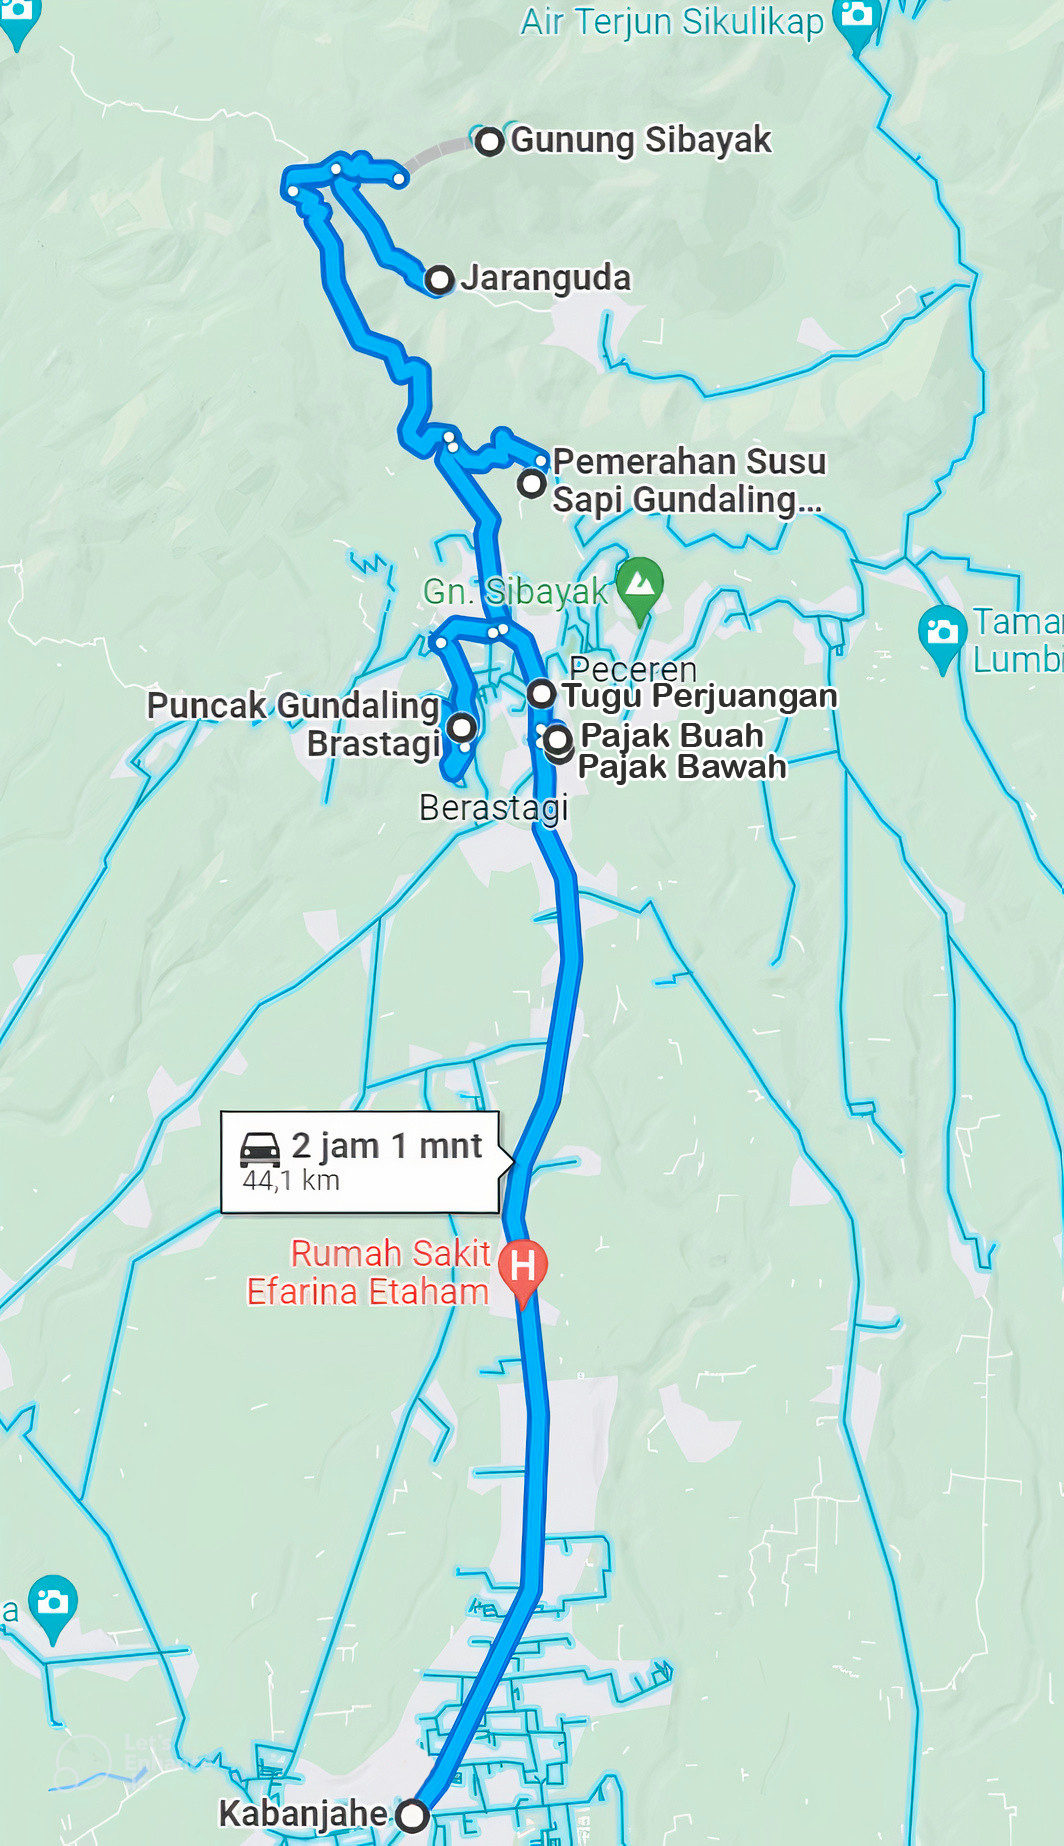 Air Terjun Sikulikap
Gunung Sibayak
Jaranguda
Pemerahan Susu
Sapi Gundaling...
Gn. Sibayak
Tama
Lumbi
Peceren
Tugu Perjuangan
Puncak Gundaling
Brastagi
Pajak Buah
Pajak Bawah
Berastagi
2 jam 1 mnt
44,1 km
Rumah Sakit
Efarina Etaham
H
a
Kabanjahe